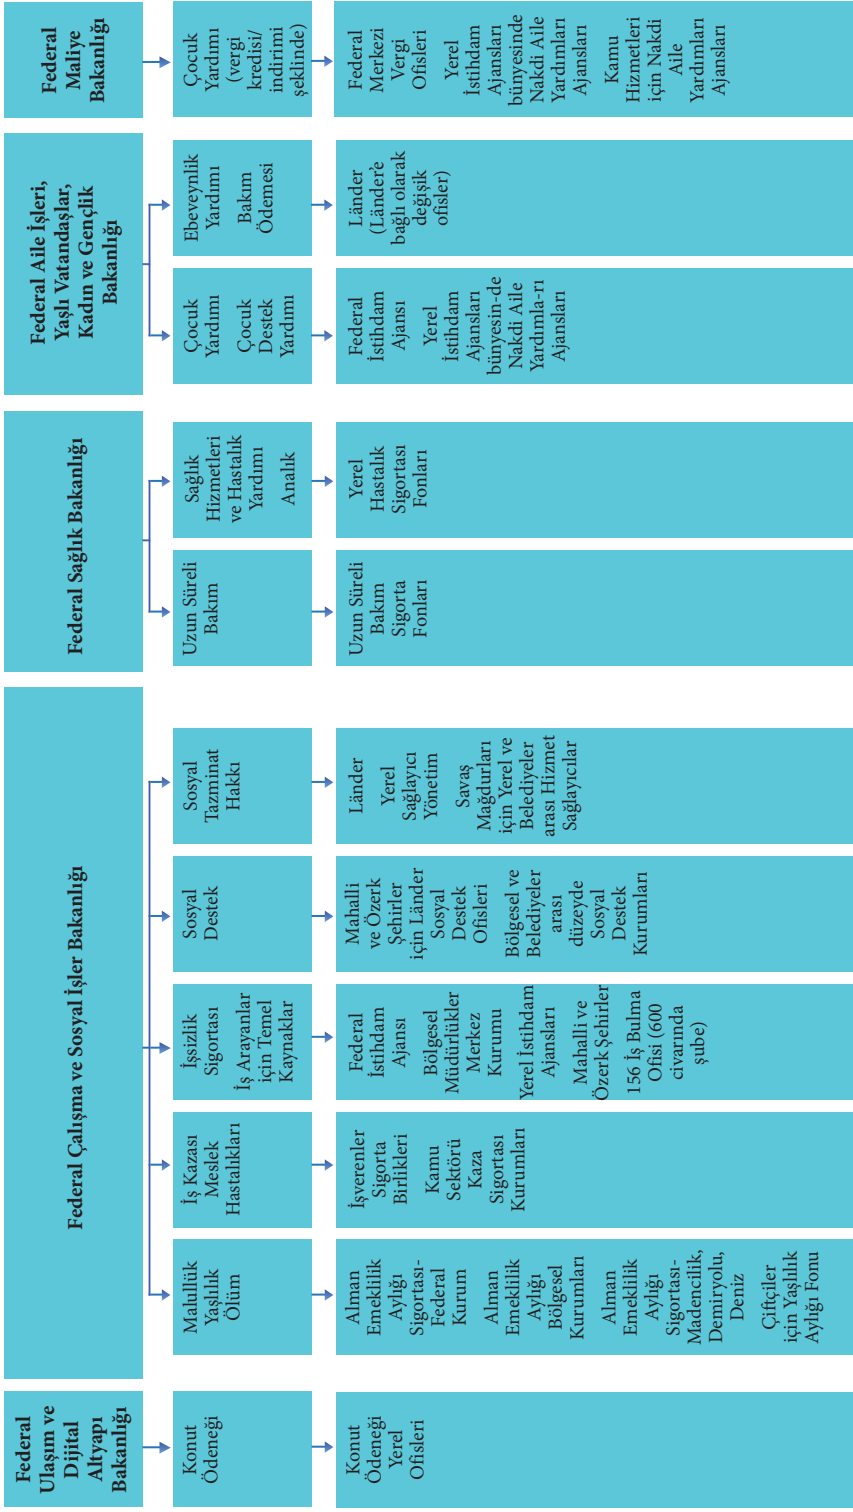 Federal
Ulaşım ve
Dijital
Altyapı
Bakanlığı
Konut
Ödeneği
Konut
Ödeneği
Yerel
Ofisleri
Federal Çalışma ve Sosyal İşler Bakanlığı
Malullük
Yaşlılık
Ölüm
Alman
Emeklilik
Aylığı
Sigortası-
Federal
Kurum
Alman
Emeklilik
Aylığı
Bölgesel
Kurumları
Alman
Emeklilik
Aylığı
Sigortası-
Madencilik,
Demiryolu,
Deniz
Çiftçiler
için Yaşlılık
Aylığı Fonu
İş Kazası
Meslek
Hastalıkları
İşverenler
Sigorta
Birlikleri
Kamu
Sektörü
Kaza
Sigortası
Kurumları
İşsizlik
Sigortası
İş Arayanlar
için Temel
Kaynaklar
Federal
İstihdam
Ajansı
Bölgesel
Müdürlükler
Merkez
Kurumu
Yerel İstihdam
Ajansları
Mahalli ve
Özerk Şehirler
156 İş Bulma
Ofisi (600
civarında
şube)
Sosyal
Destek
Mahalli
ve Özerk
Şehirler
için Länder
Sosyal
Destek
Ofisleri
Bölgesel ve
Belediyeler
arası
düzeyde
Sosyal
Destek
Kurumları
Sosyal
Tazminat
Hakkı
Länder
Yerel
Sağlayıcı
Yönetim
Savaş
Mağdurları
için Yerel ve
Belediyeler
arası Hizmet
Sağlayıcılar
Federal Sağlık Bakanlığı
Uzun Süreli
Bakım
Uzun Süreli
Bakım
Sigorta
Fonları
Sağlık
Hizmetleri
ve Hastalık
Yardımı
Analık
Yerel
Hastalık
Sigortası
Fonları
Federal Aile İşleri,
Yaşlı Vatandaşlar,
Kadın ve Gençlik
Bakanlığı
Çocuk
Yardımı
Çocuk
Destek
Yardımı
Federal
İstihdam
Ajansı
Yerel
İstihdam
Ajansları
bünyesin-de
Nakdi Aile
Yardımla-rı
Ajansları
Ebeveynlik
Yardımı
Bakım
Ödemesi
Länder
(Länder'e
bağlı olarak
değişik
ofisler)
Federal
Maliye
Bakanlığı
Çocuk
Yardımı
(vergi
kredisi/
indirimi
şeklinde)
Federal
Merkezi
Vergi
Ofisleri
Yerel
İstihdam
Ajansları
bünyesinde
Nakdi Aile
Yardımları
Ajansları
Kamu
Hizmetleri
için Nakdi
Aile
Yardımları
Ajansları